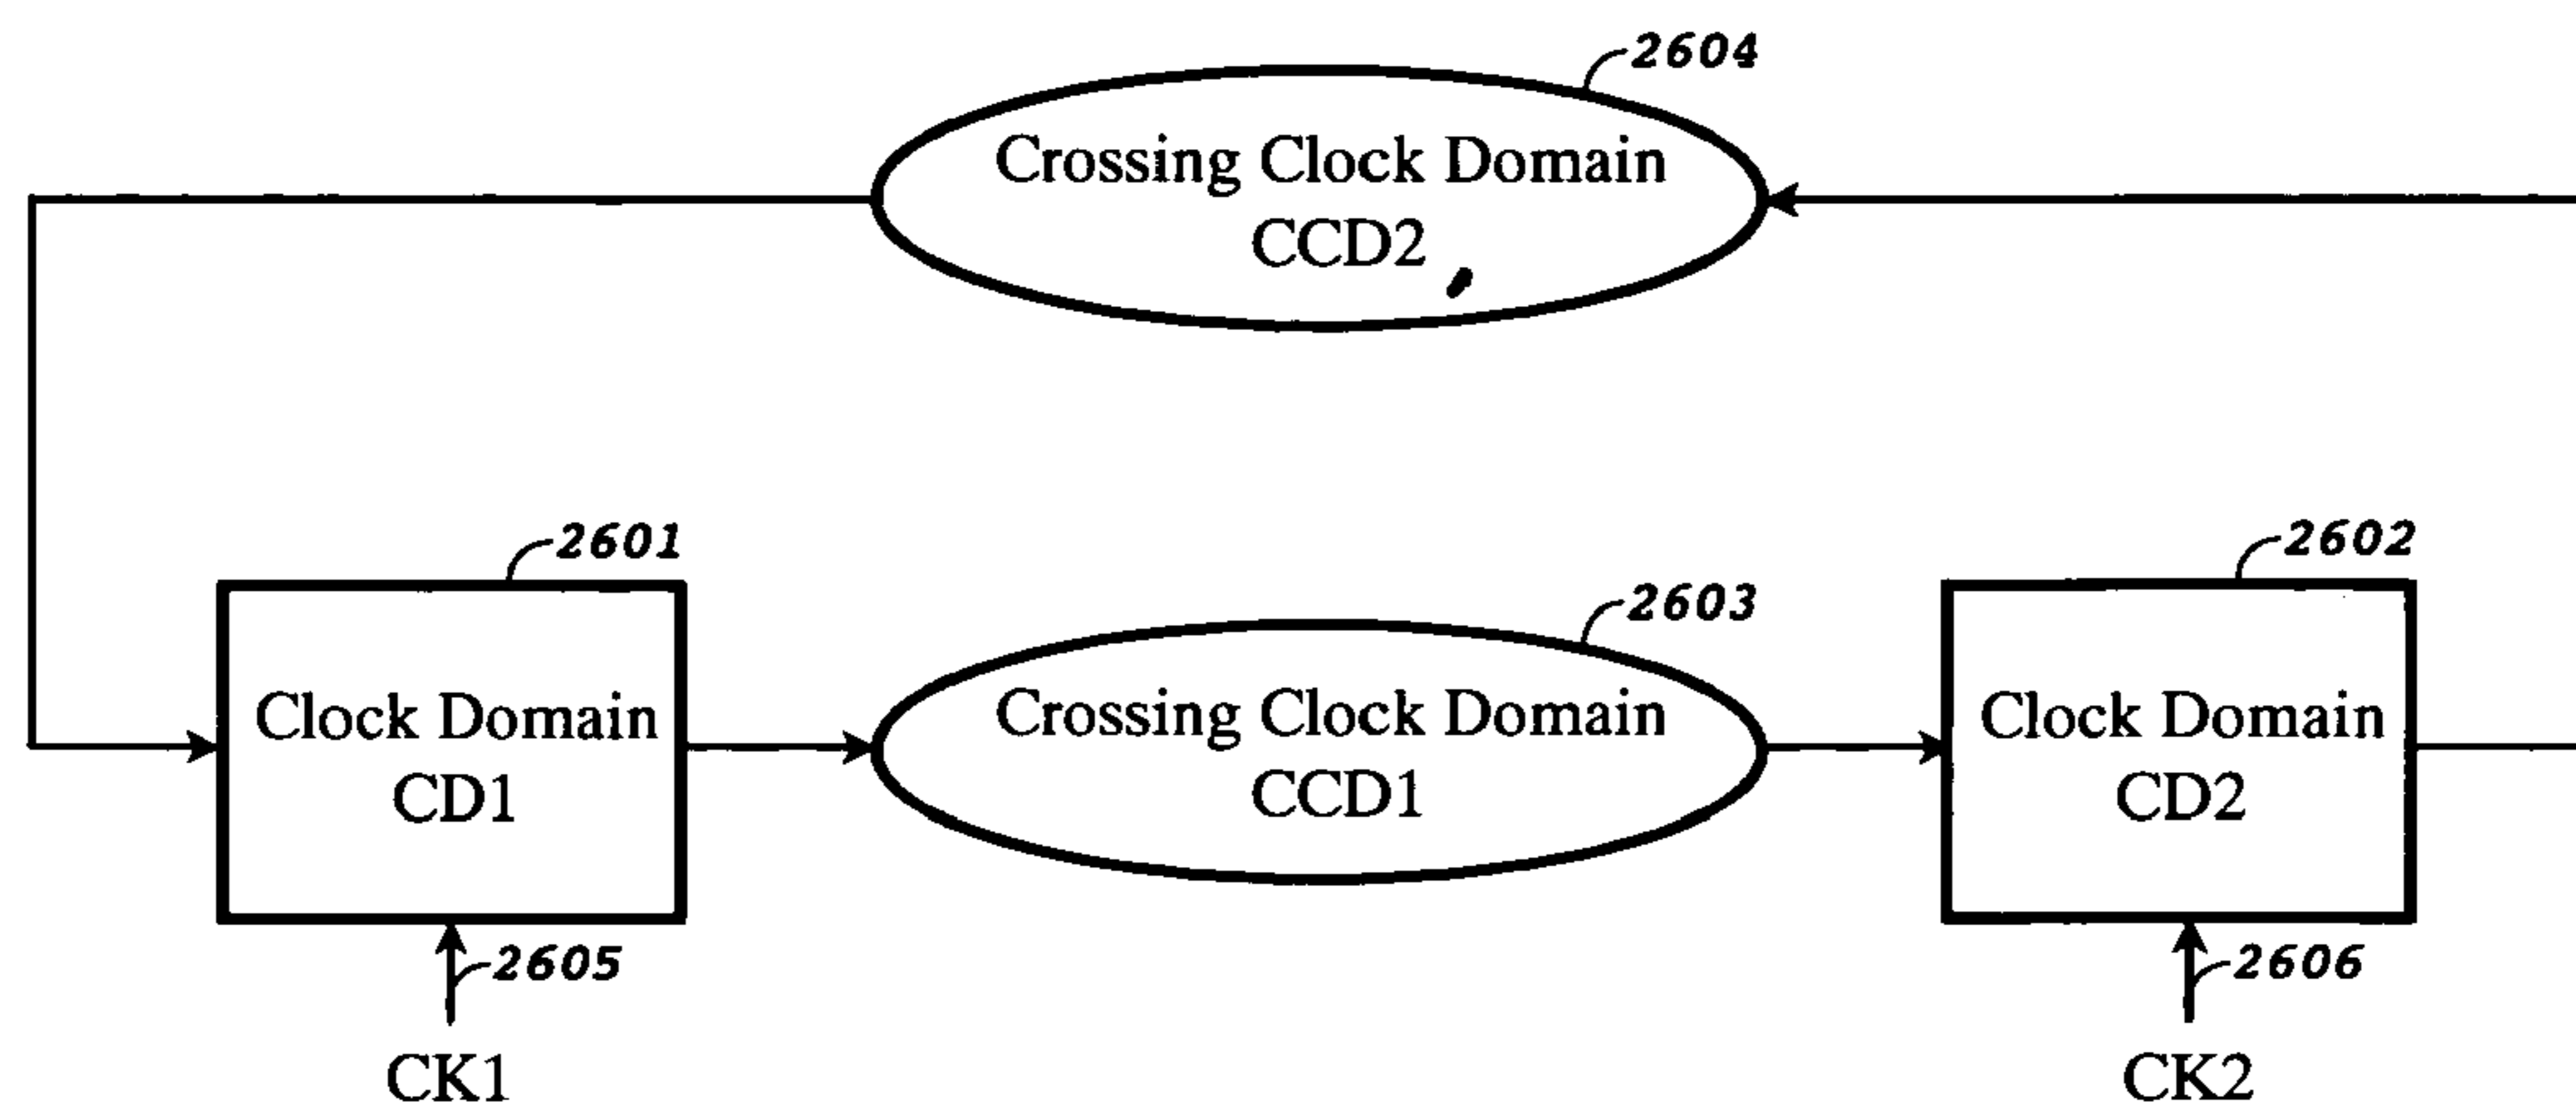 2604
Crossing Clock Domain
CCD2
2601
2602
2603
Clock Domain
CD1
Crossing Clock Domain
CCD1
Clock Domain
CD2
2605
2606
CK1
CK2